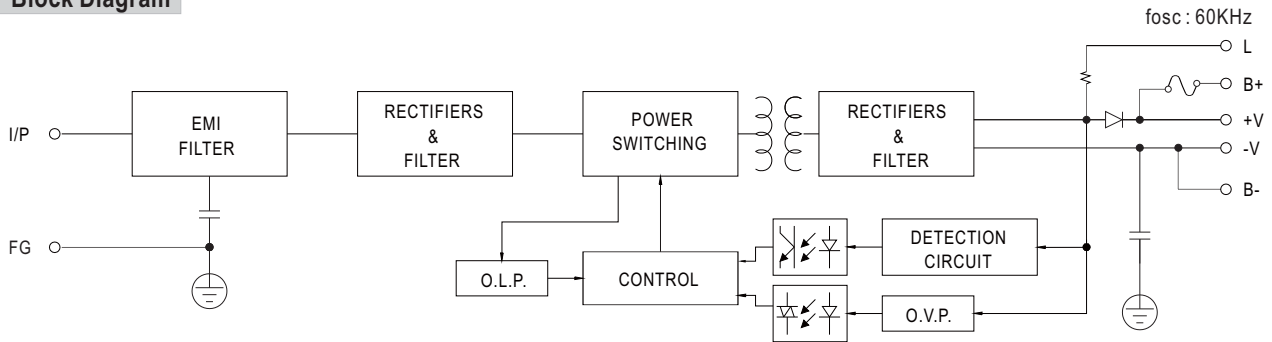 Block Diagram
fosc : 60KHz
L
B+
+V
-V
B-
I/P
EMI
FILTER
RECTIFIERS
&
FILTER
POWER
SWITCHING
RECTIFIERS
&
FILTER
FG
O.L.P.
CONTROL
DETECTION
CIRCUIT
O.V.P.